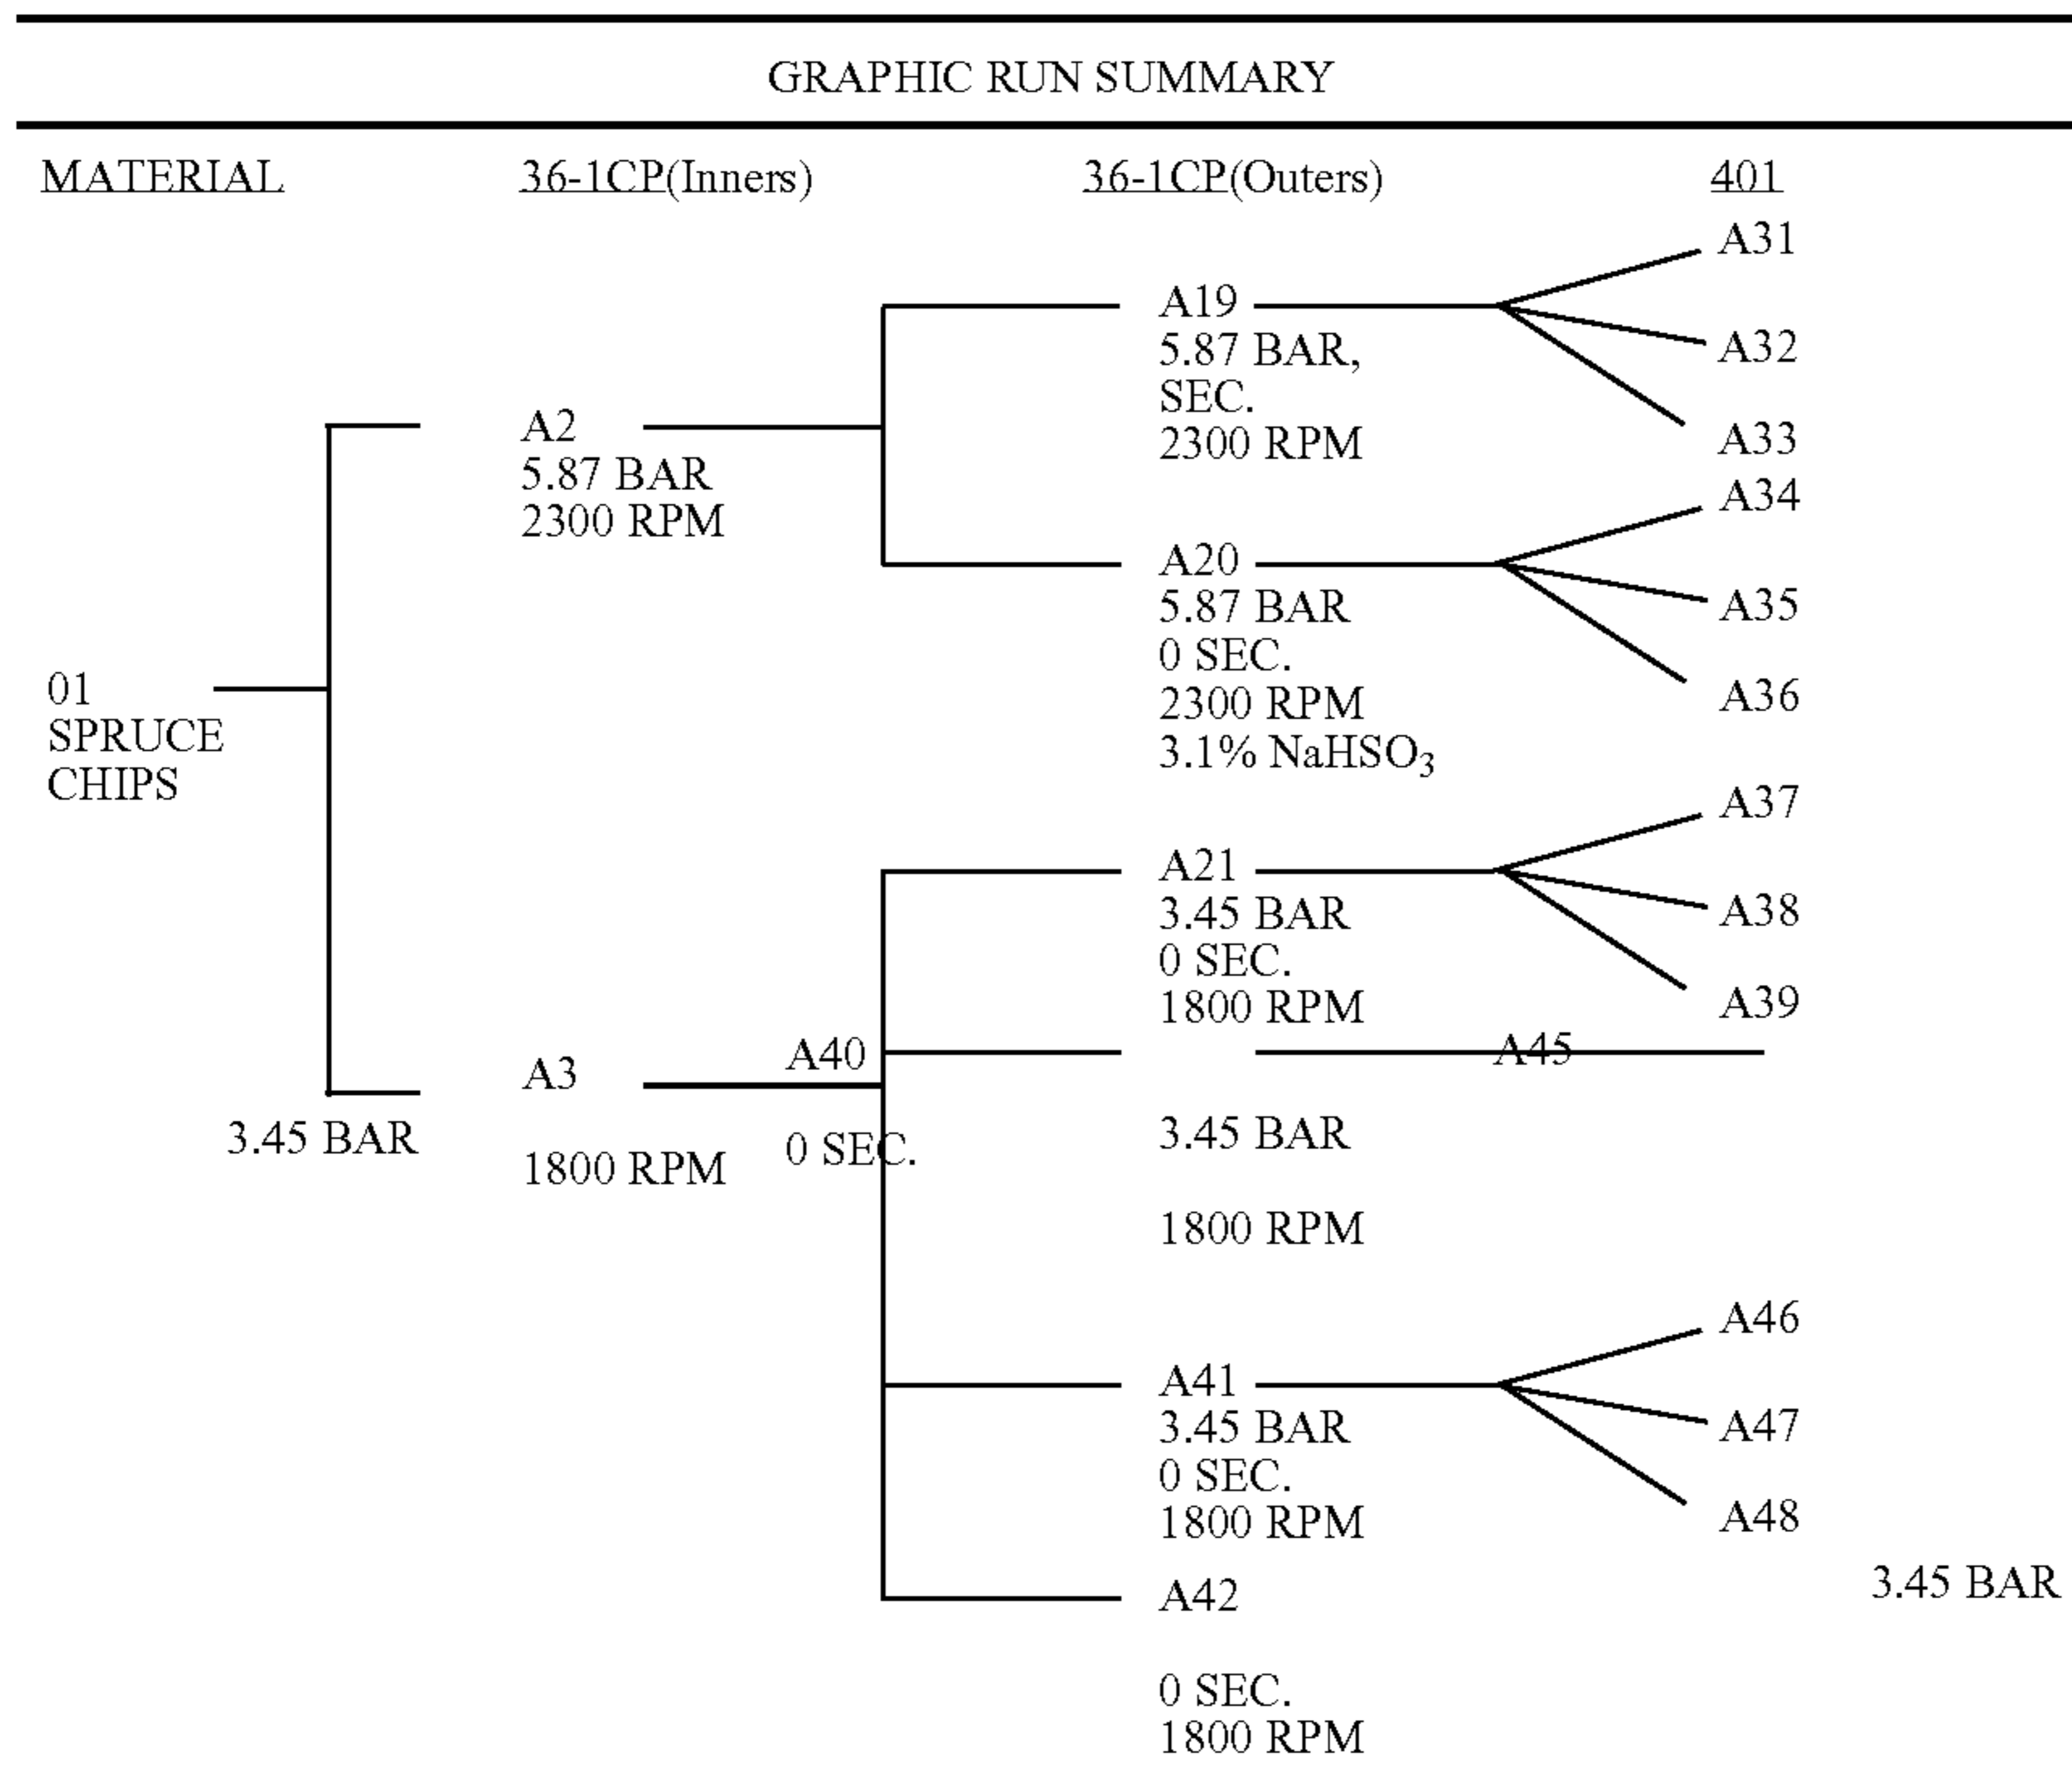 GRAPHIC RUN SUMMARY
MATERIAL 36-1CP(Inners) 36-1CP(Outers) 401
01
SPRUCE
CHIPS
A2
5.87 BAR
2300 RPM
A19
5.87 BAR,
SEC.
2300 RPM
A31
A32
A33
A20
5.87 BAR
0 SEC.
2300 RPM
3.1% NaHSO₃
A34
A35
A36
3.45 BAR
A3
1800 RPM
A40
0 SEC.
A21
3.45 BAR
0 SEC.
1800 RPM
A37
A38
A39
A45
3.45 BAR
1800 RPM
A41
3.45 BAR
0 SEC.
1800 RPM
A46
A47
A48
A42
3.45 BAR
0 SEC.
1800 RPM